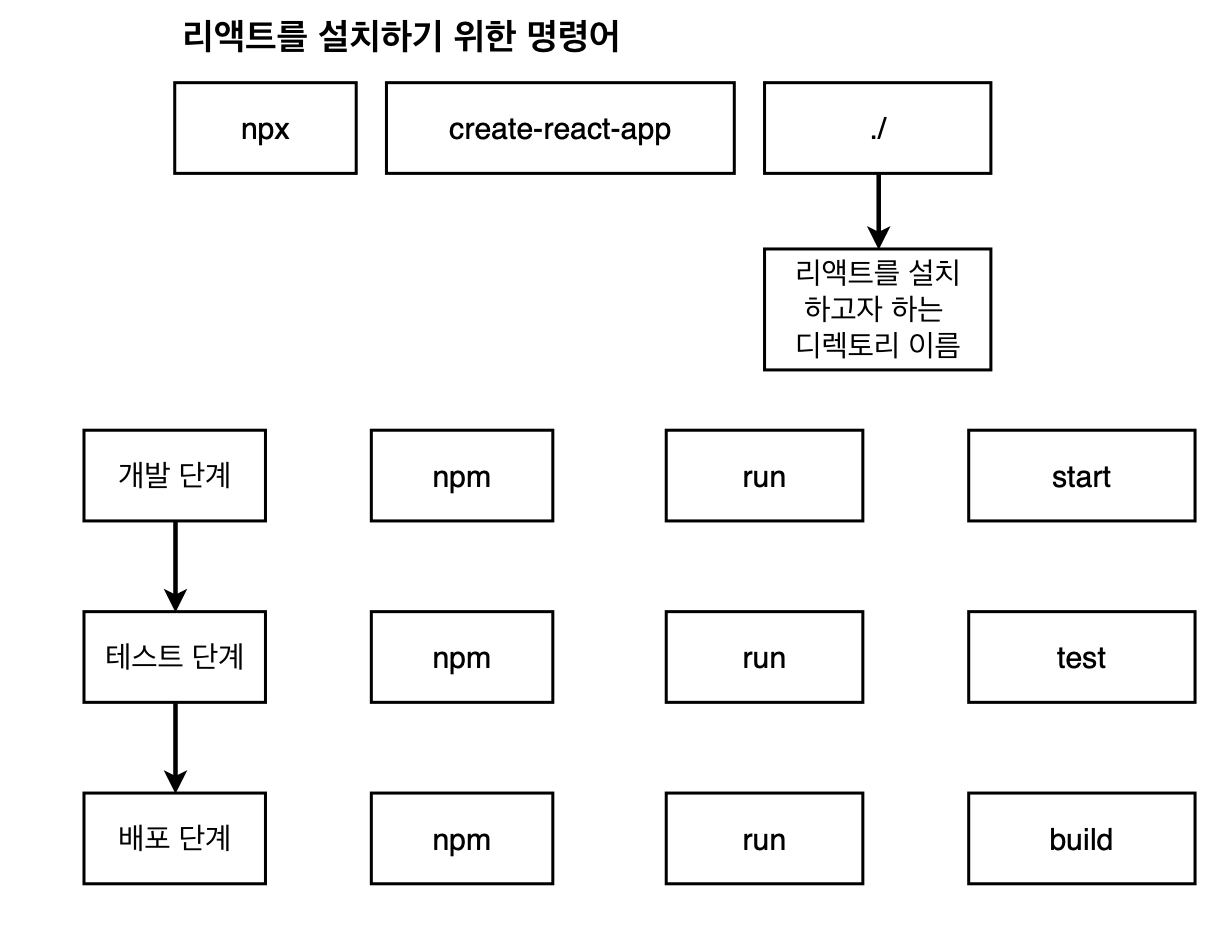 리액트를 설치하기 위한 명령어
npx create-react-app ./
리액트를 설치
하고자 하는
디렉토리 이름
개발 단계 npm run start
테스트 단계 npm run test
배포 단계 npm run build